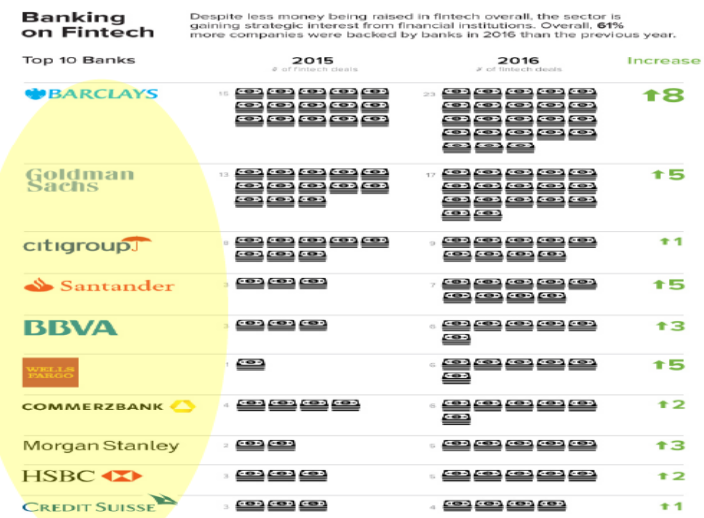 Banking
on Fintech
Despite less money being raised in fintech overall, the sector is
gaining strategic interest from financial institutions. Overall, 61%
more companies were backed by banks in 2016 than the previous year.
Top 10 Banks 2015 2016 Increase
# of fintech deals # of fintech deals
BARCLAYS 15 23 8
Goldman
Sachs 13 17 5
citigroup 9 1
Santander 3 7 5
BBVA 3 6 3
WELLS
FARGO 1 6 5
COMMERZBANK 4 6 2
Morgan Stanley 2 5 3
HSBC 3 5 2
CREDIT SUISSE 3 4 1